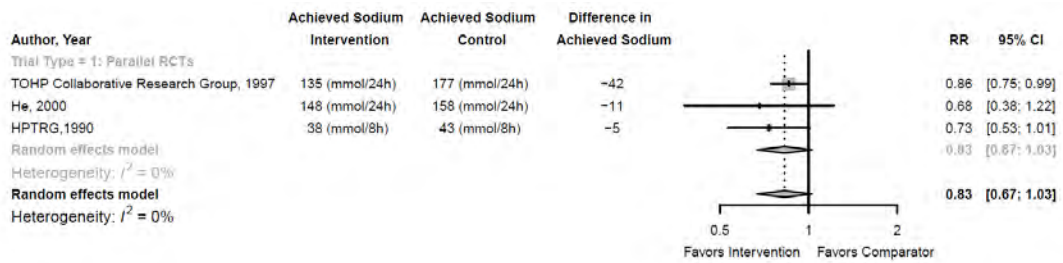 Achieved Sodium Achieved Sodium Difference in
Author, Year Intervention Control Achieved Sodium RR 95% CI
Trial Type = 1: Parallel RCTs
TOHP Collaborative Research Group, 1997 135 (mmol/24h) 177 (mmol/24h) −42 0.86 [0.75; 0.99]
He, 2000 148 (mmol/24h) 158 (mmol/24h) −11 0.68 [0.38; 1.22]
HPTRG,1990 38 (mmol/8h) 43 (mmol/8h) −5 0.73 [0.53; 1.01]
Random effects model 0.83 [0.67; 1.03]
Heterogeneity: I² = 0%
Random effects model 0.83 [0.67; 1.03]
Heterogeneity: I² = 0%
0.5 1 2
Favors Intervention Favors Comparator